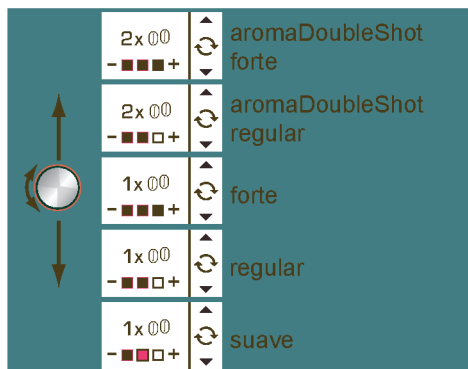 2x
- +
aromaDoubleShot
forte
2x
- +
aromaDoubleShot
regular
1x
- +
forte
1x
- +
regular
1x
- +
suave